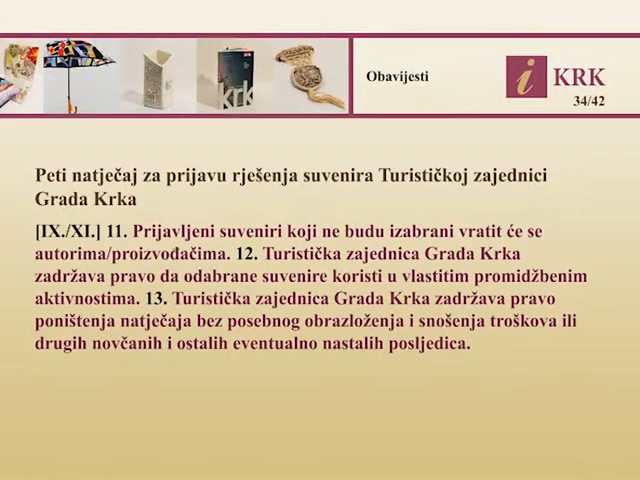 Obavijesti
i KRK
34/42
krk
Peti natječaj za prijavu rješenja suvenira Turističkoj zajednici
Grada Krka
[IX./XI.] 11. Prijavljeni suveniri koji ne budu izabrani vratit će se
autorima/proizvođačima. 12. Turistička zajednica Grada Krka
zadržava pravo da odabrane suvenire koristi u vlastitim promidžbenim
aktivnostima. 13. Turistička zajednica Grada Krka zadržava pravo
poništenja natječaja bez posebnog obrazloženja i snošenja troškova ili
drugih novčanih i ostalih eventualno nastalih posljedica.